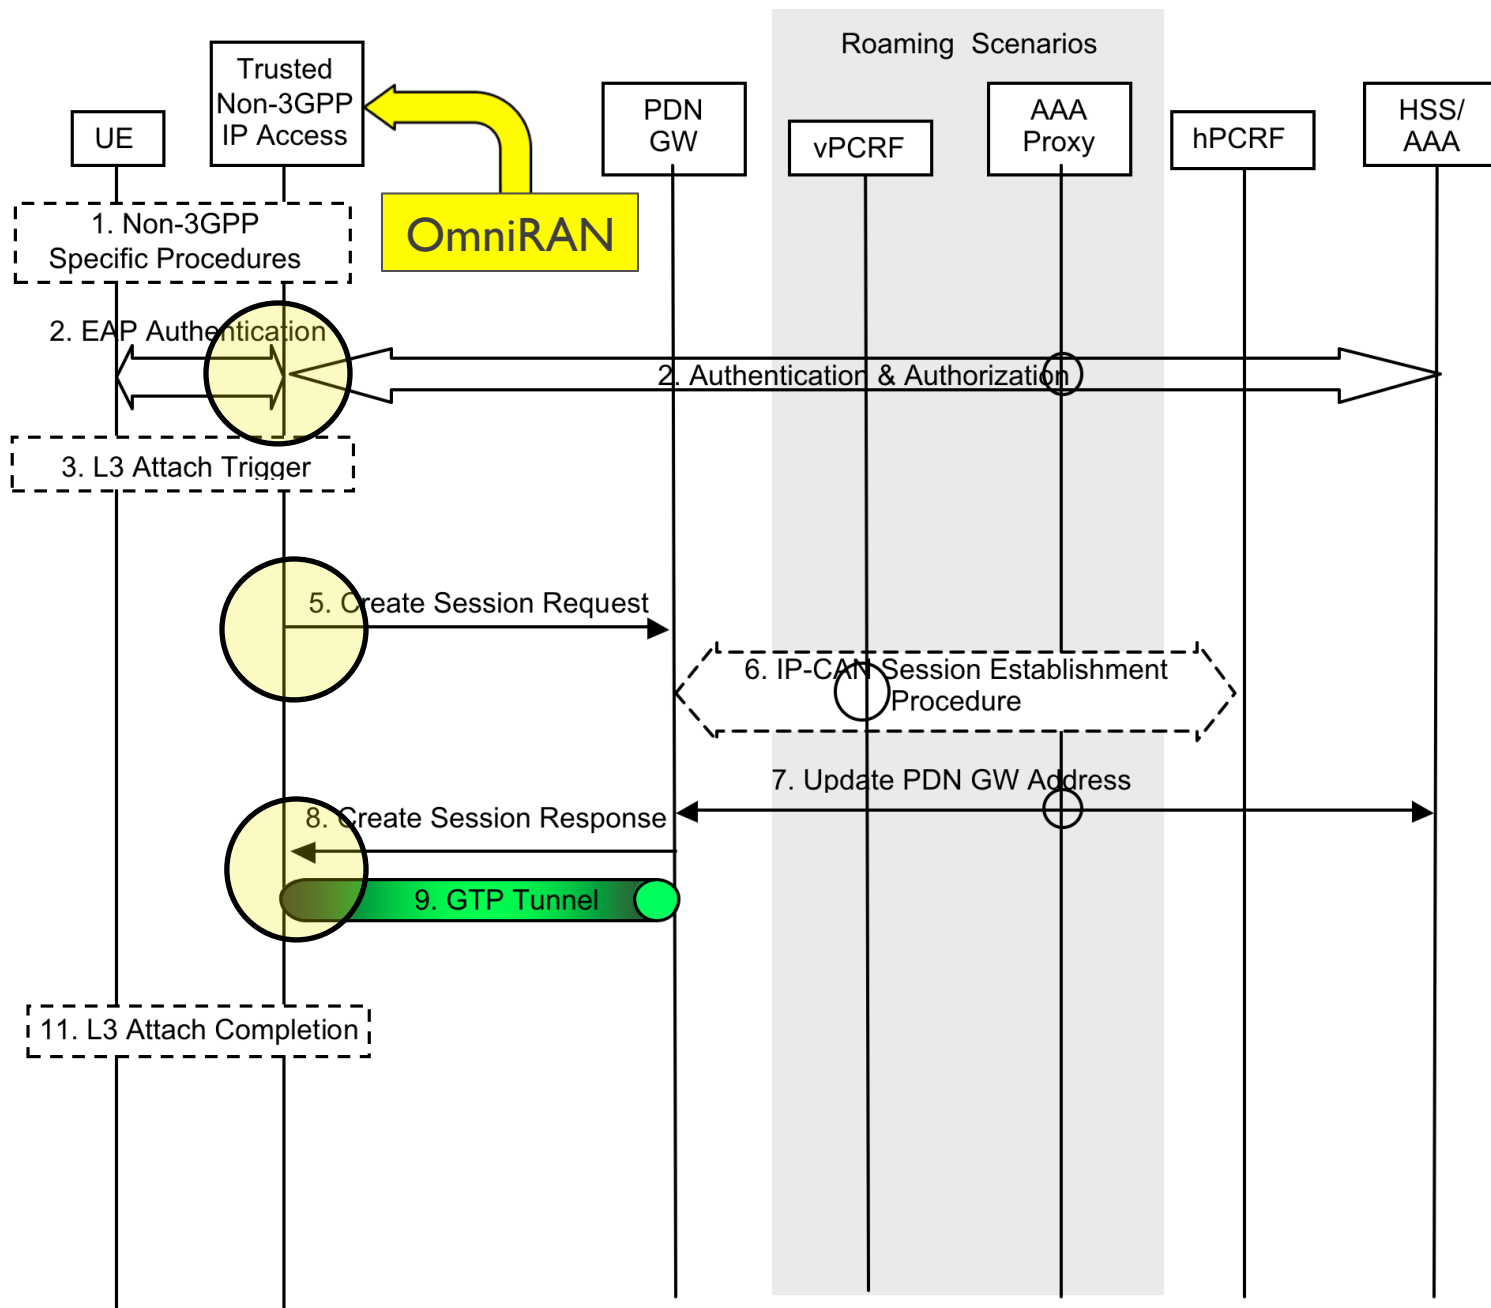 Roaming Scenarios
UE
Trusted
Non-3GPP
IP Access
PDN
GW
vPCRF
AAA
Proxy
hPCRF
HSS/
AAA
OmniRAN
1. Non-3GPP
Specific Procedures
2. EAP Authentication
2. Authentication & Authorization
3. L3 Attach Trigger
5. Create Session Request
6. IP-CAN Session Establishment
Procedure
7. Update PDN GW Address
8. Create Session Response
9. GTP Tunnel
11. L3 Attach Completion